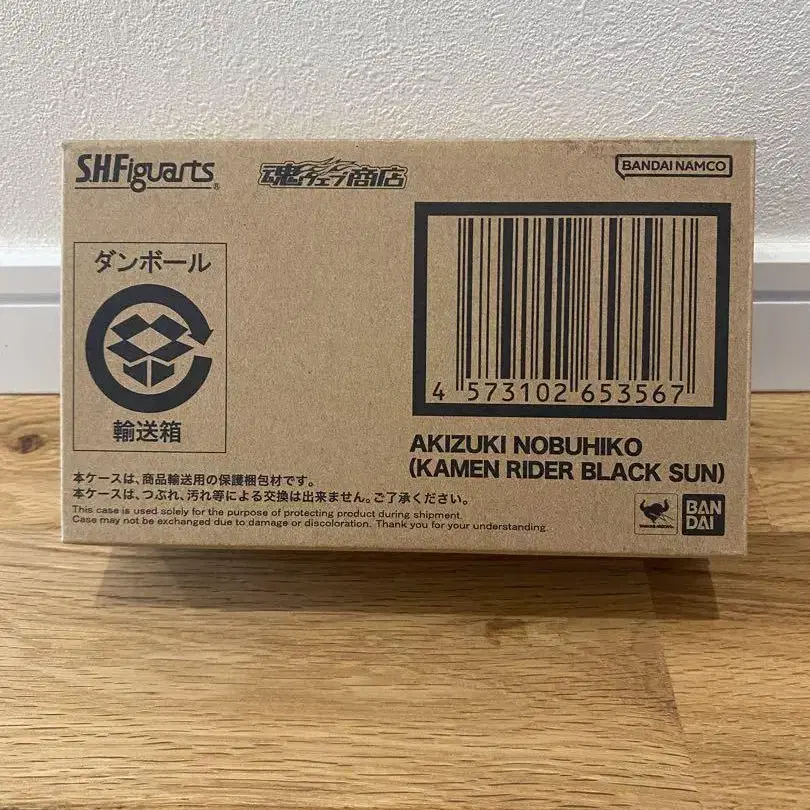 S.H.Figuarts®
魂ウェブ商店
BANDAI NAMCO
ダンボール
輸送箱
4 573102 653567
AKIZUKI NOBUHIKO
(KAMEN RIDER BLACK SUN)
本ケースは、商品輸送用の保護梱包材です。
本ケースは、つぶれ、汚れ等による交換は出来ません。ご了承ください。
This case is used solely for the purpose of protecting product during shipment.
Case may not be exchanged due to damage or discoloration. Thank you for your understanding
BAN
DAI